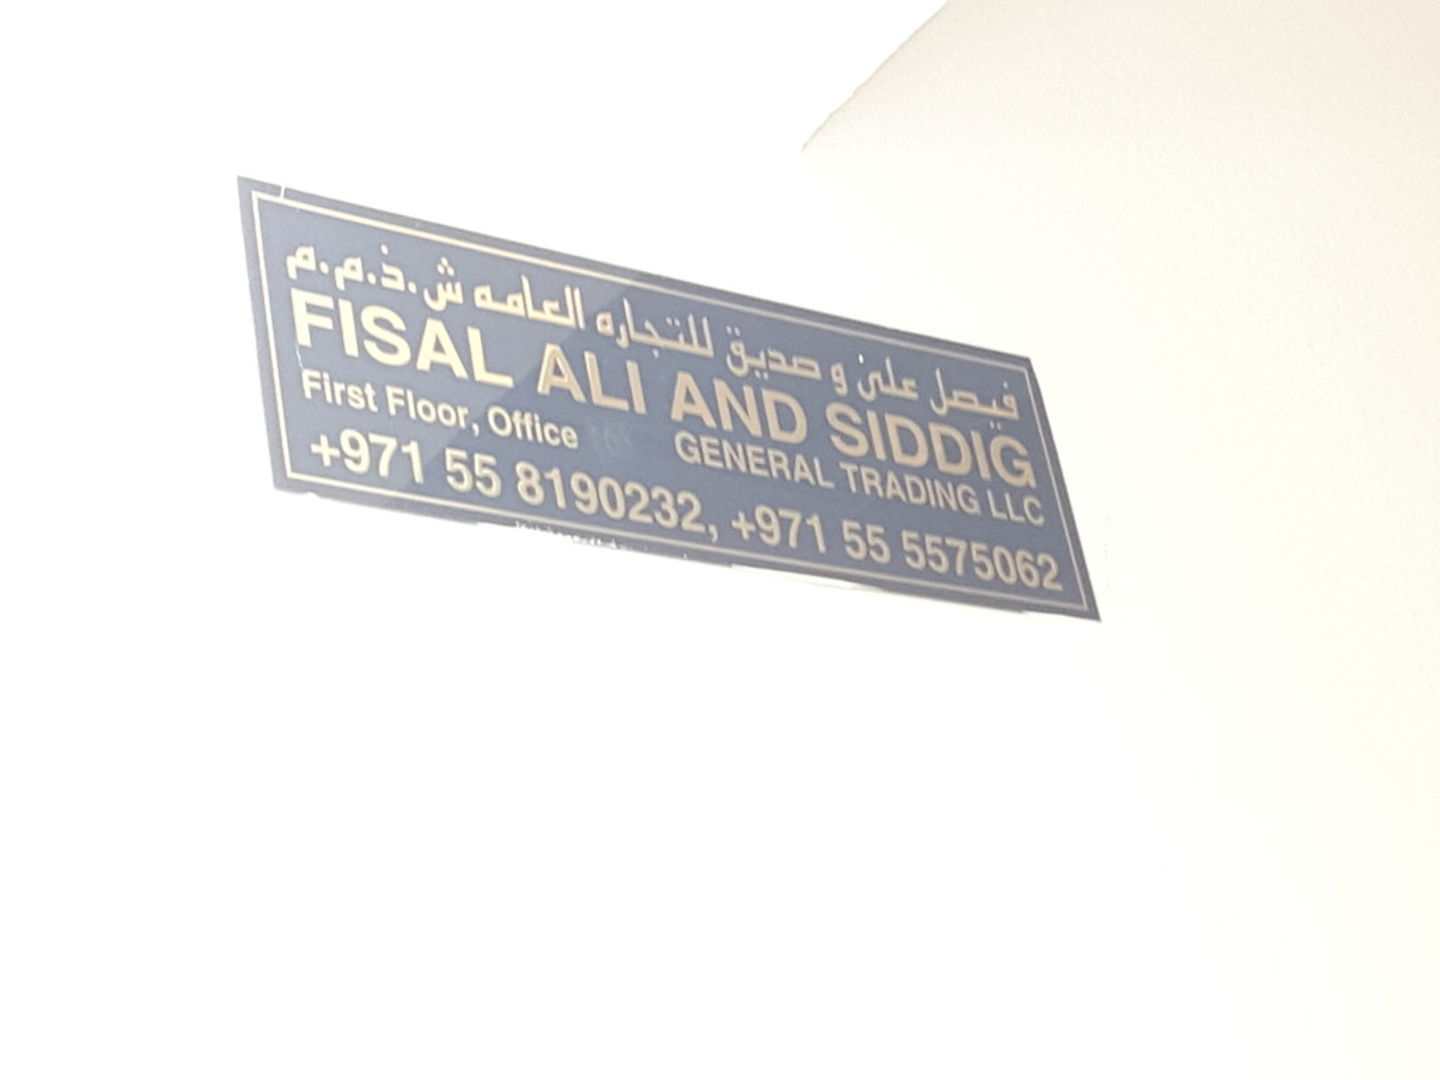 فيصل علي و صديق للتجاره العامه ش.ذ.م.م
FISAL ALI AND SIDDIG
GENERAL TRADING LLC
First Floor, Office
+971 55 8190232, +971 55 5575062